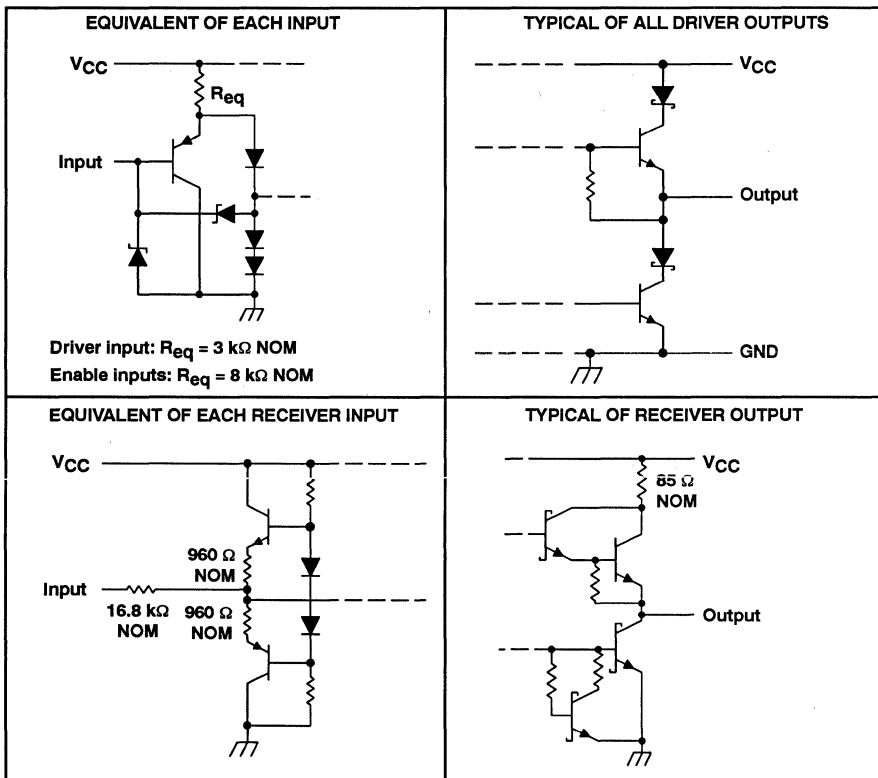 EQUIVALENT OF EACH INPUT
VCC
Req
Input
Driver input: Req = 3 kΩ NOM
Enable inputs: Req = 8 kΩ NOM
TYPICAL OF ALL DRIVER OUTPUTS
VCC
Output
GND
EQUIVALENT OF EACH RECEIVER INPUT
VCC
960 Ω
NOM
Input
16.8 kΩ
NOM
960 Ω
NOM
TYPICAL OF RECEIVER OUTPUT
VCC
85 Ω
NOM
Output